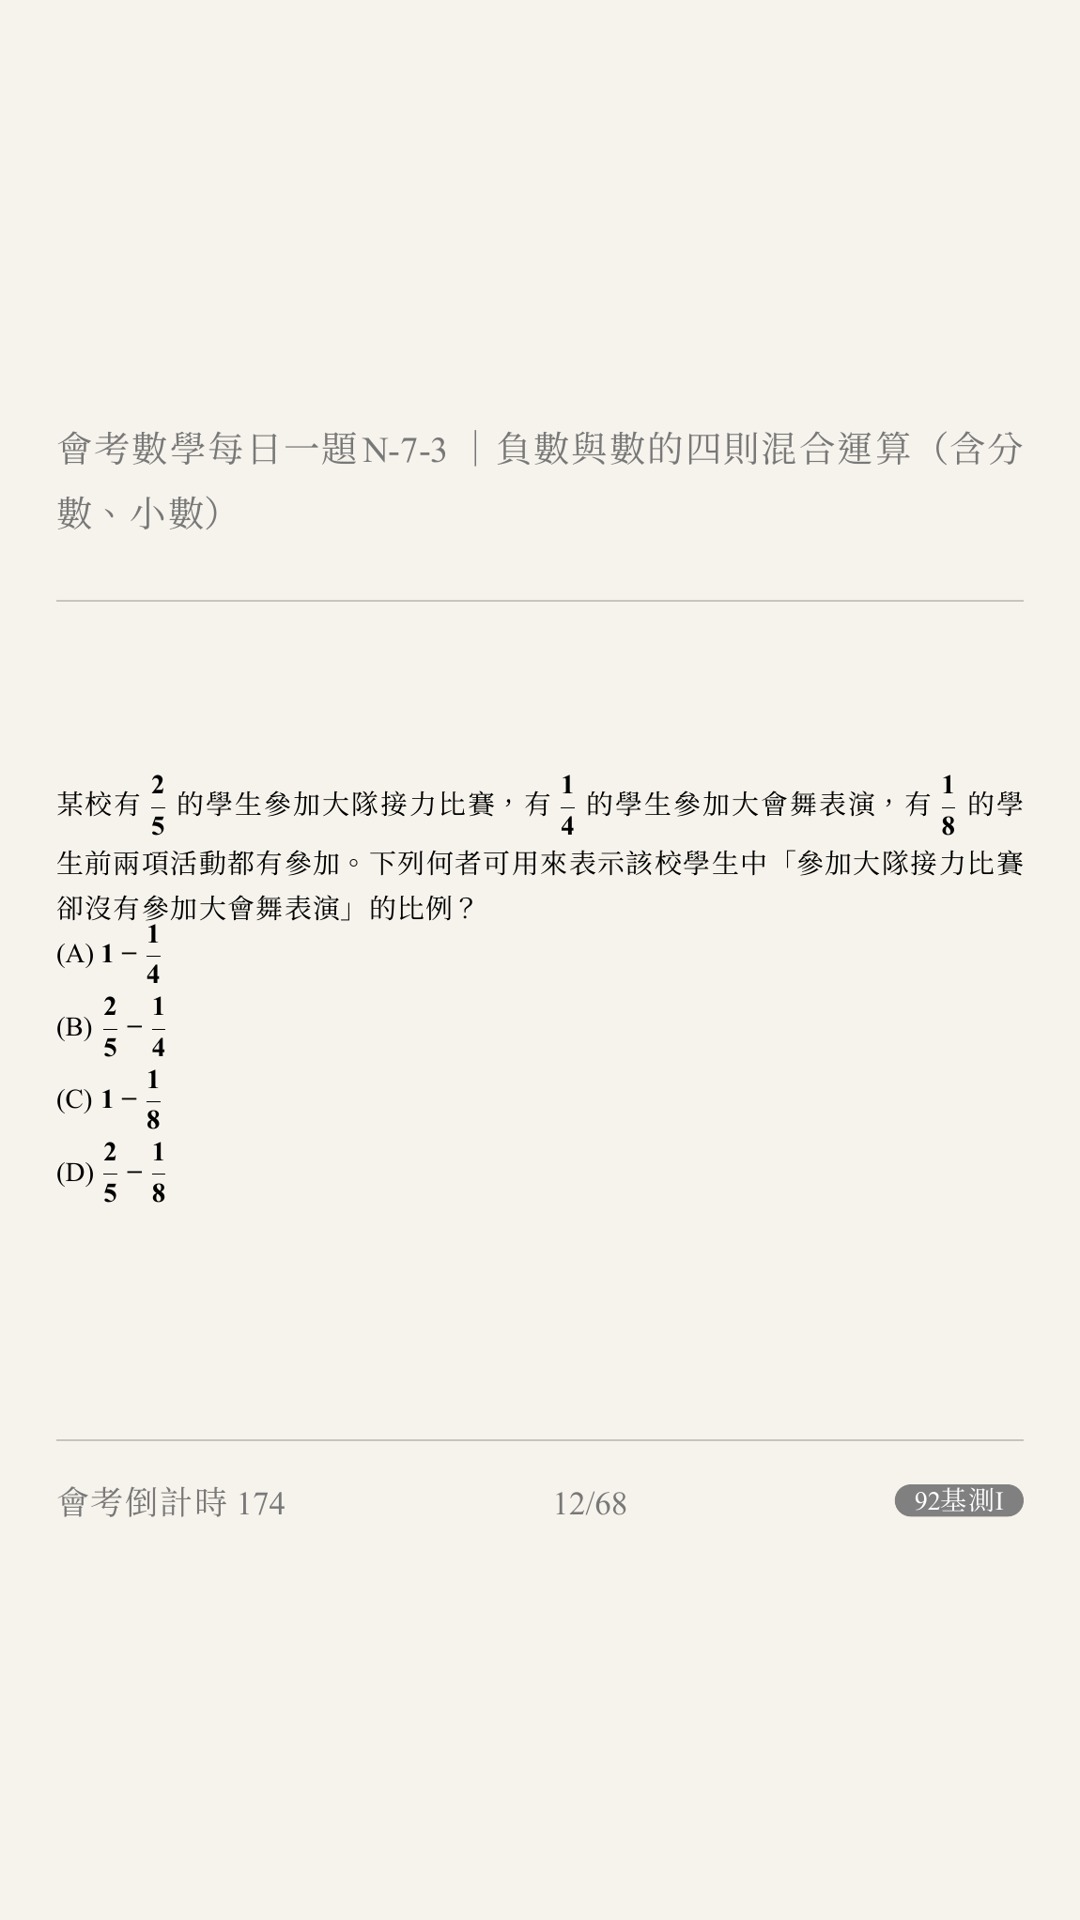 會考數學每日一題N-7-3 ｜負數與數的四則混合運算（含分
數、小數）
某校有 2/5 的學生參加大隊接力比賽，有 1/4 的學生參加大會舞表演，有 1/8 的學
生前兩項活動都有參加。下列何者可用來表示該校學生中「參加大隊接力比賽
卻沒有參加大會舞表演」的比例？
(A) 1 − 1/4
(B) 2/5 − 1/4
(C) 1 − 1/8
(D) 2/5 − 1/8
會考倒計時 174
12/68
92基測I